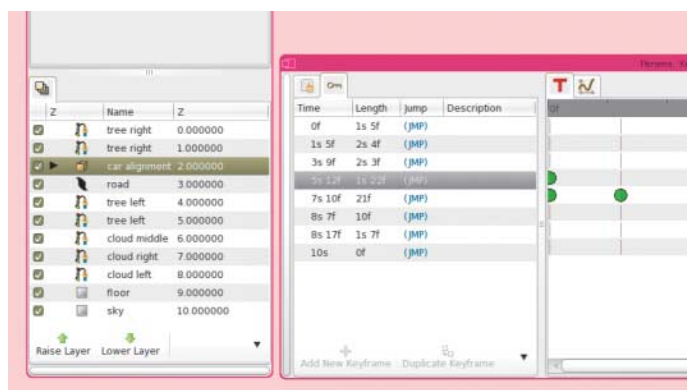 Z Name Z
tree right 0.000000
tree right 1.000000
car alignment 2.000000
road 3.000000
tree left 4.000000
tree left 5.000000
cloud middle 6.000000
cloud right 7.000000
cloud left 8.000000
floor 9.000000
sky 10.000000
Raise Layer Lower Layer
Time Length Jump Description
0f 1s 5f (JMP)
1s 5f 2s 4f (JMP)
3s 9f 2s 3f (JMP)
5s 12f 1s 22f (JMP)
7s 10f 21f (JMP)
8s 7f 10f (JMP)
8s 17f 1s 7f (JMP)
10s 0f (JMP)
Add New Keyframe Duplicate Keyframe
T
0f